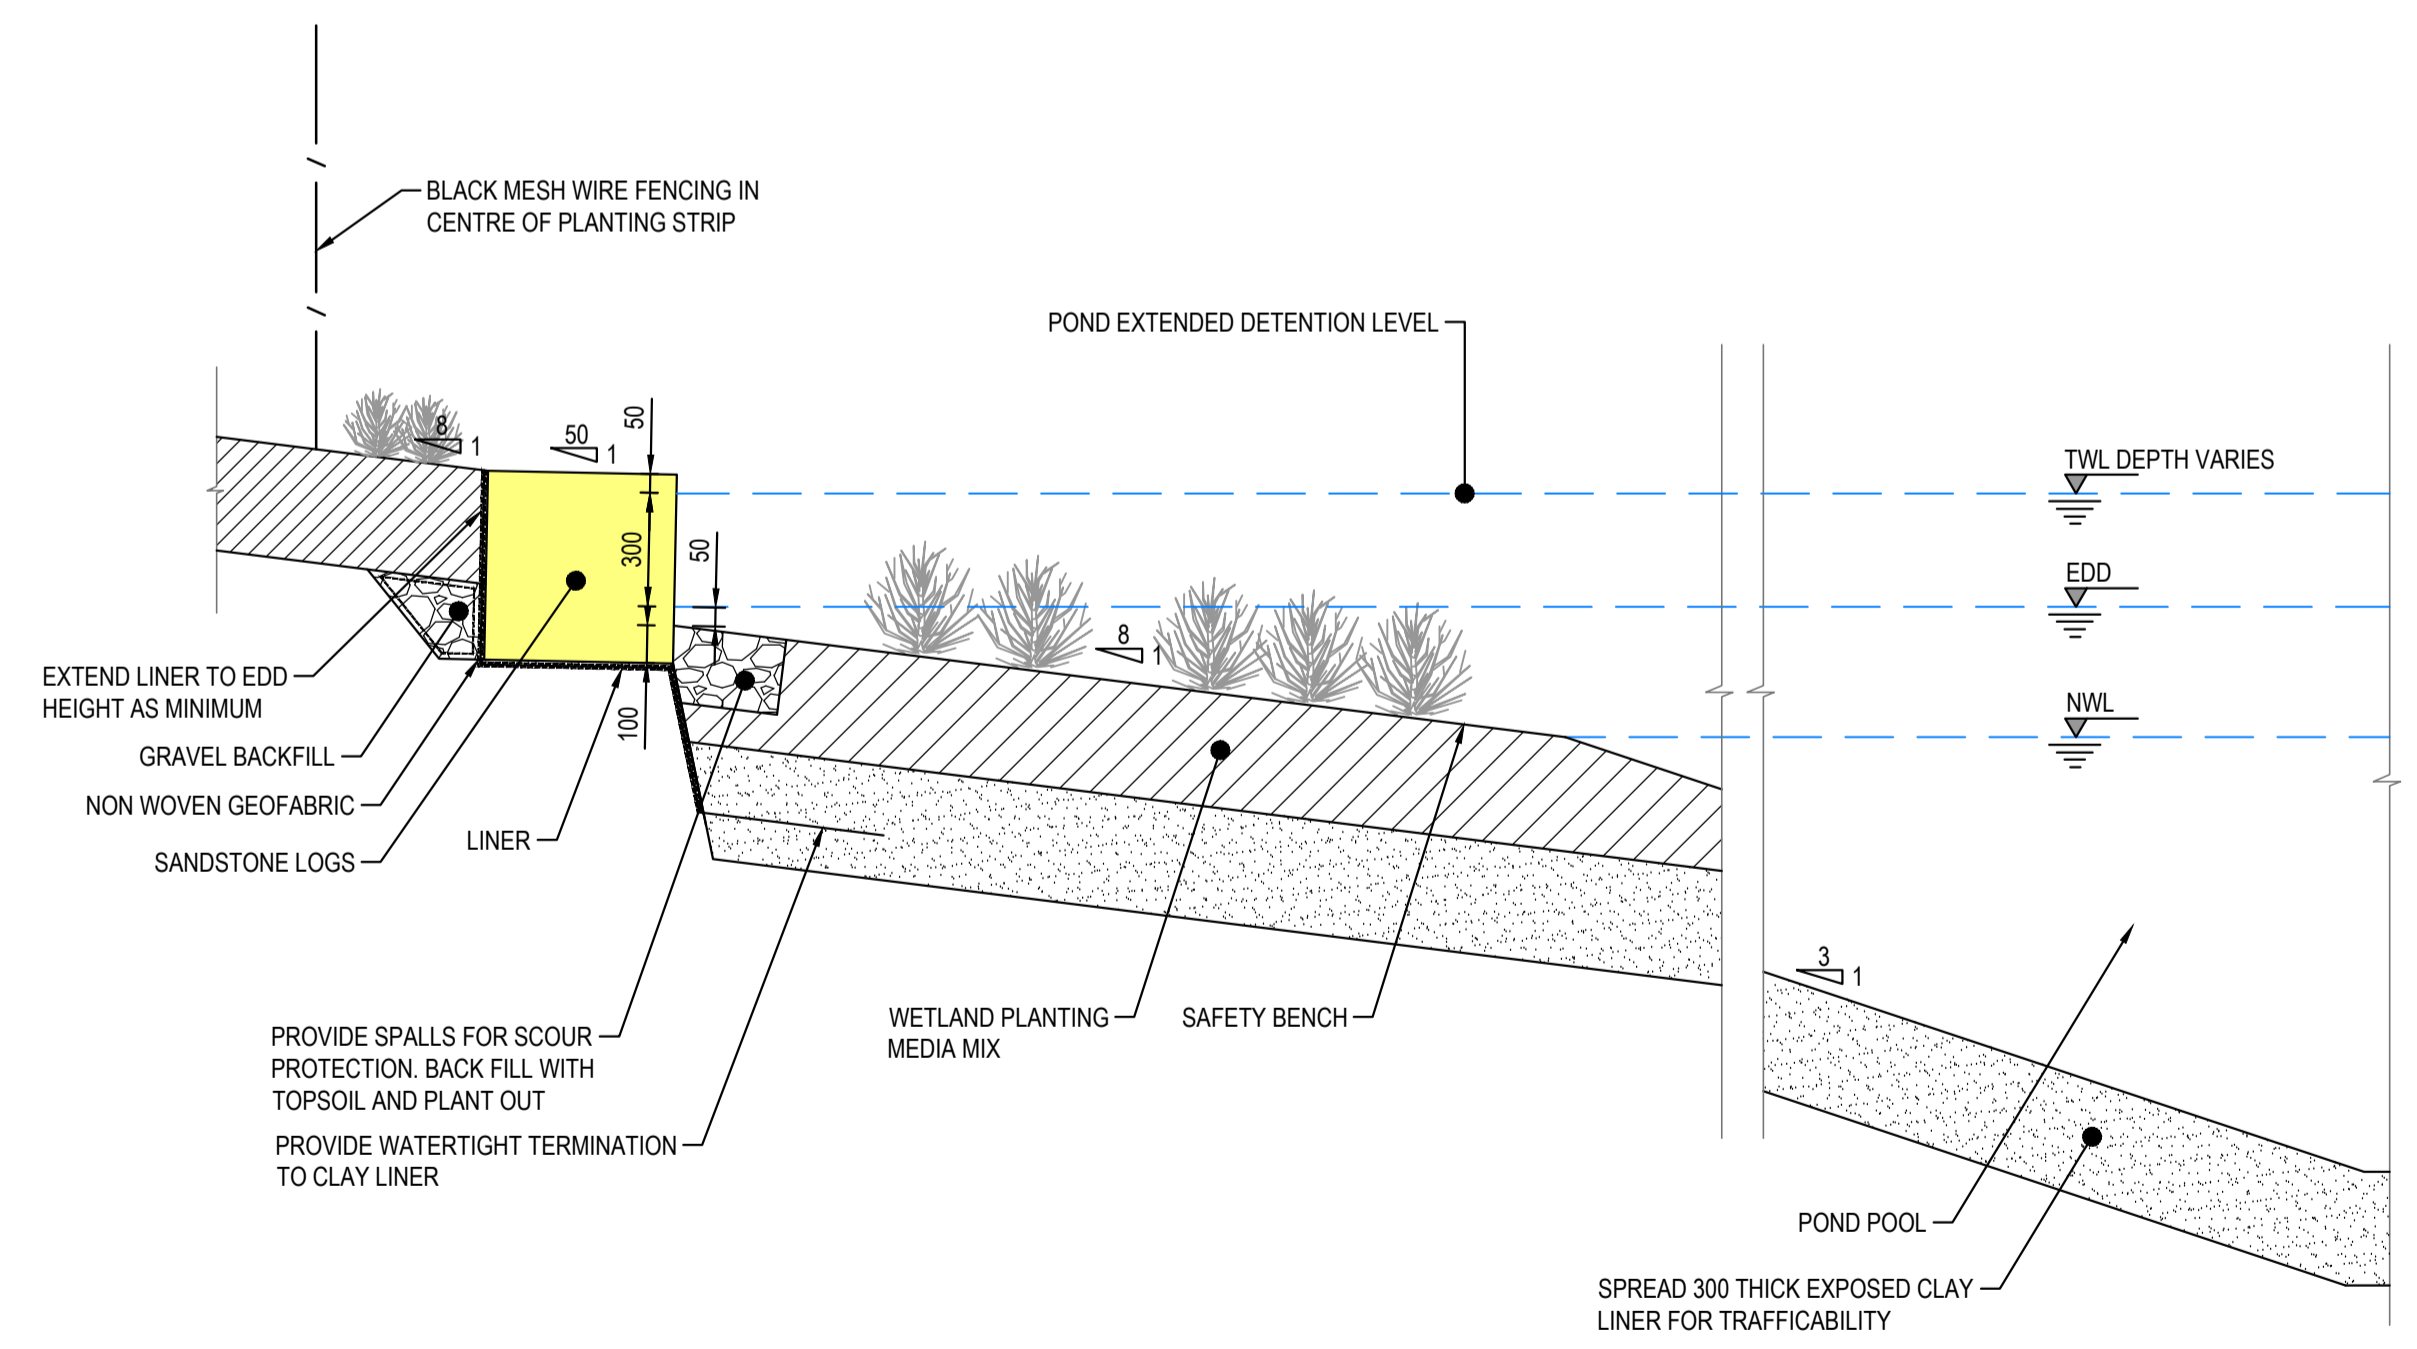 BLACK MESH WIRE FENCING IN
CENTRE OF PLANTING STRIP
POND EXTENDED DETENTION LEVEL
8
1
50
1
50
300
50
100
TWL DEPTH VARIES
EDD
NWL
8
1
3
1
EXTEND LINER TO EDD
HEIGHT AS MINIMUM
GRAVEL BACKFILL
NON WOVEN GEOFABRIC
SANDSTONE LOGS
LINER
PROVIDE SPALLS FOR SCOUR
PROTECTION. BACK FILL WITH
TOPSOIL AND PLANT OUT
PROVIDE WATERTIGHT TERMINATION
TO CLAY LINER
WETLAND PLANTING
MEDIA MIX
SAFETY BENCH
POND POOL
SPREAD 300 THICK EXPOSED CLAY
LINER FOR TRAFFICABILITY